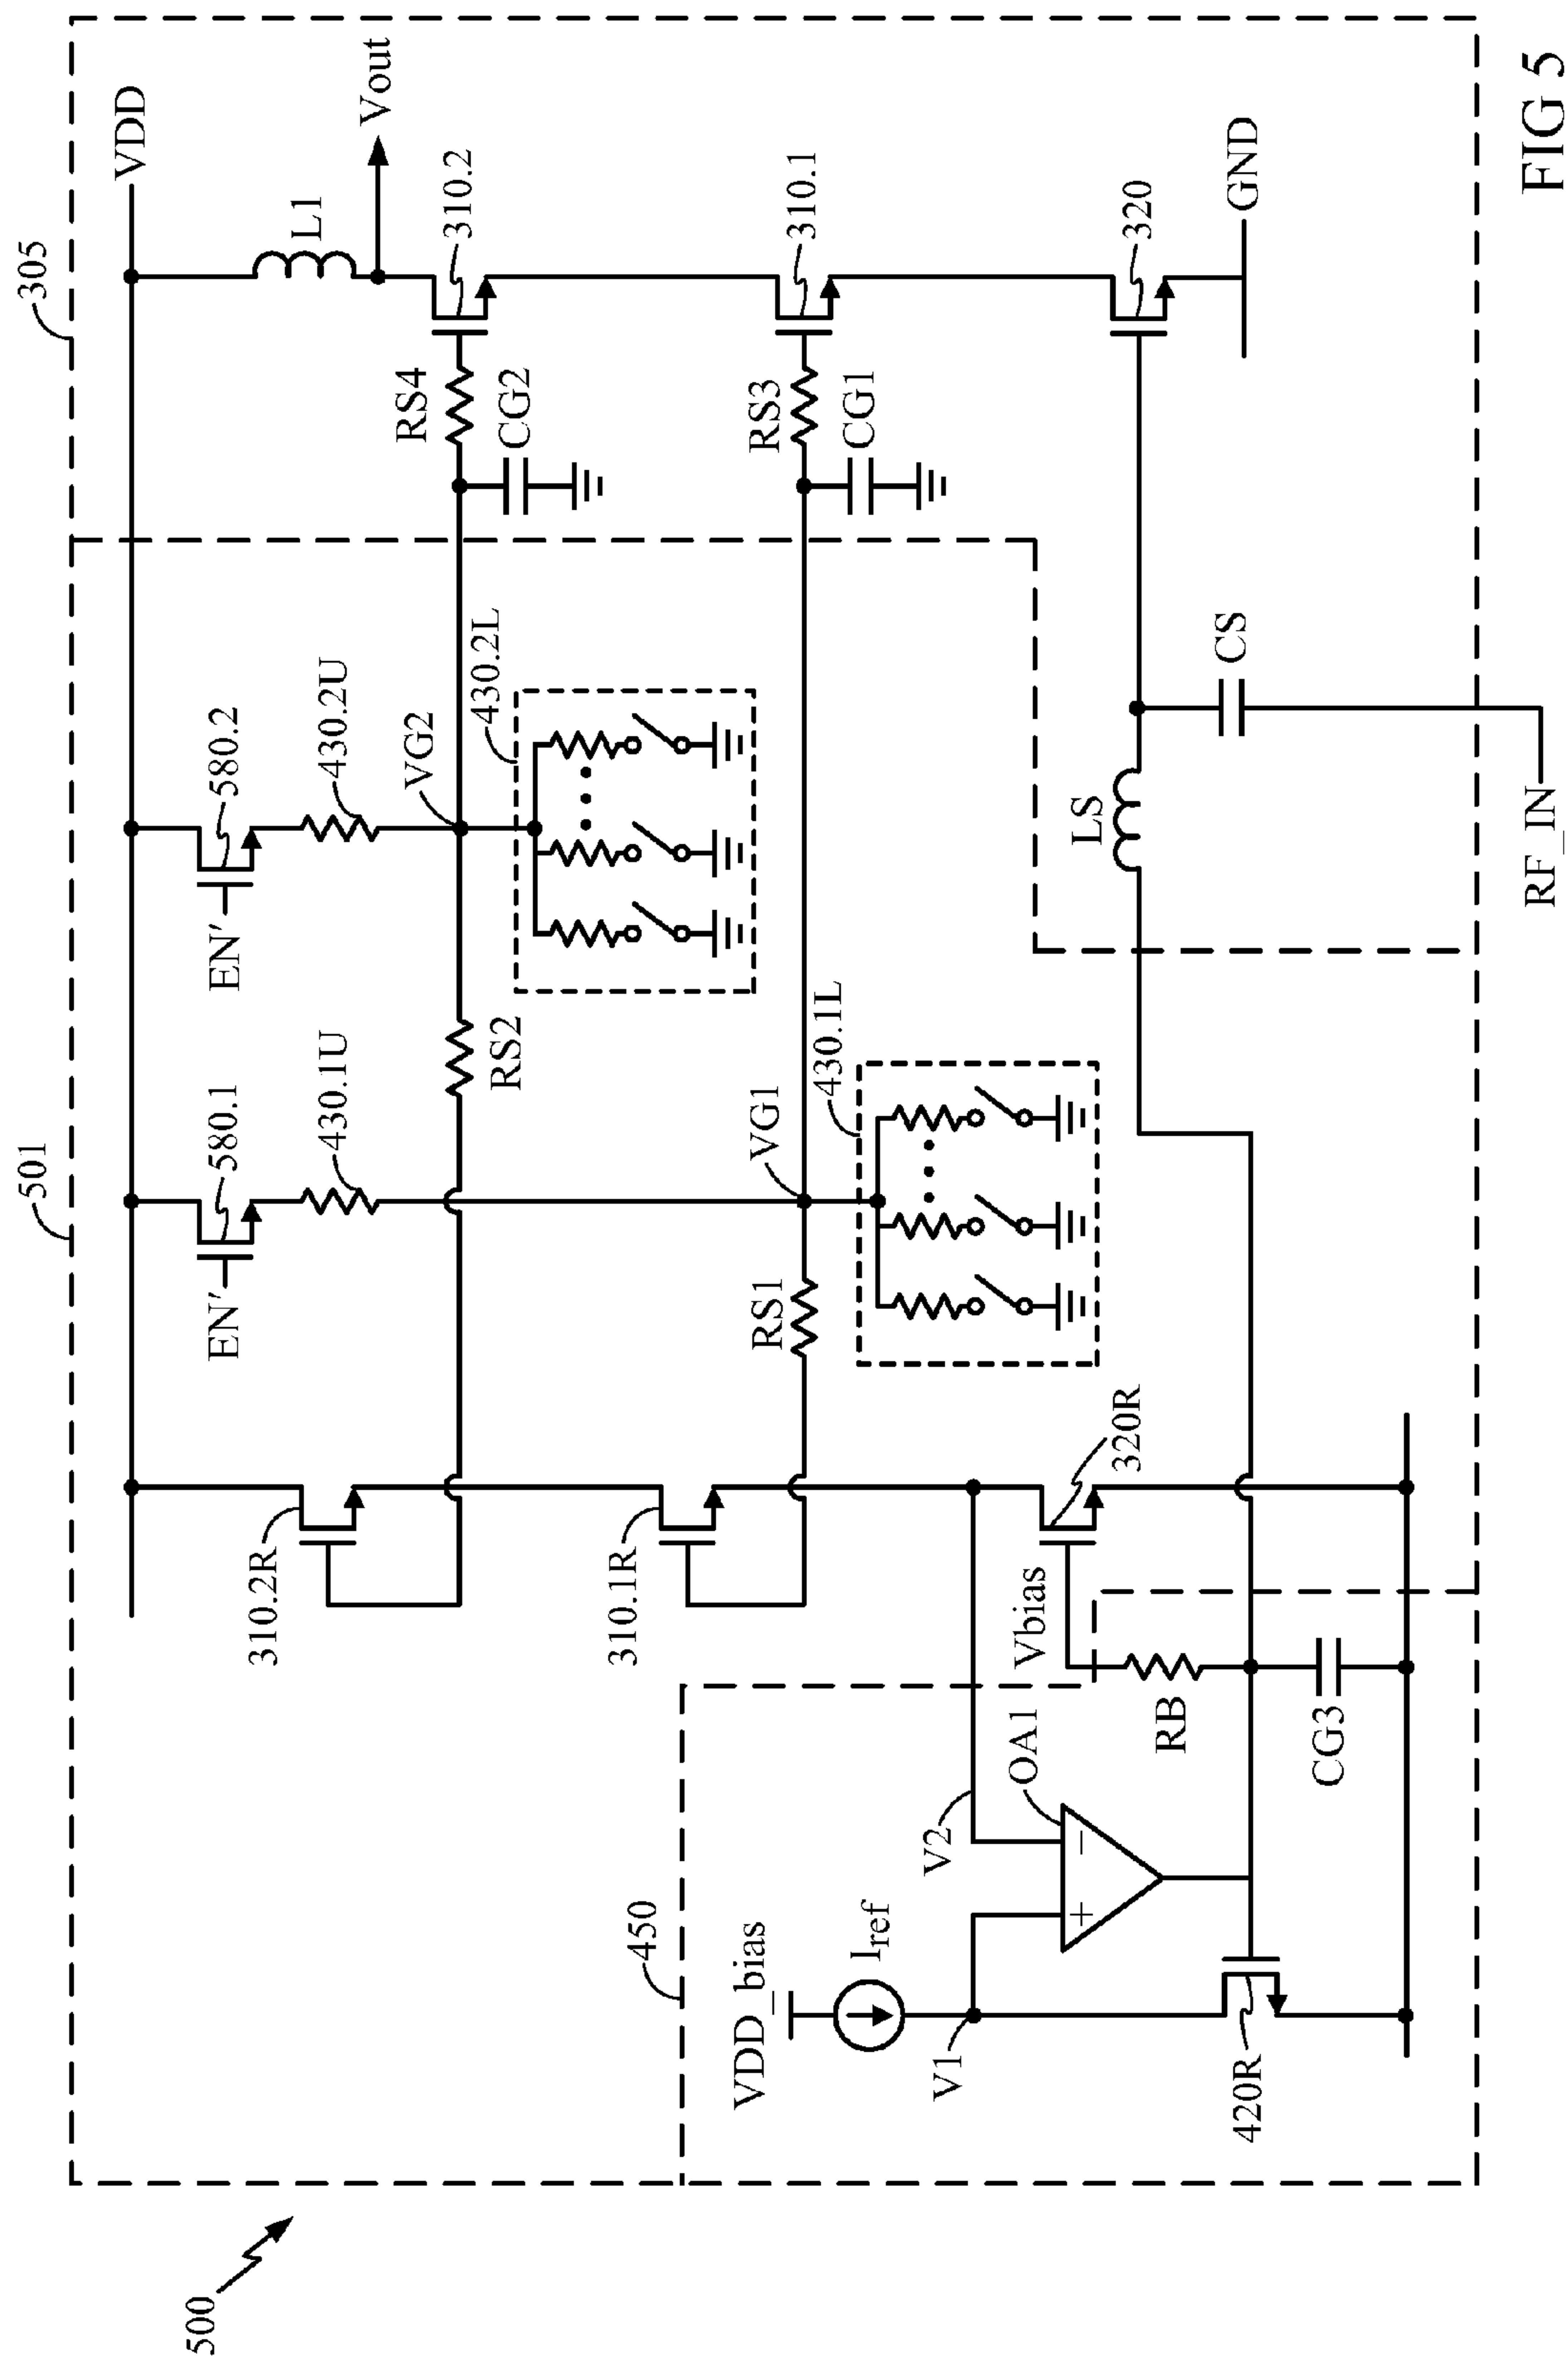 500
501
305
VDD
EN'
580.1
430.1U
EN'
580.2
430.2U
L1
Vout
310.2R
RS2
VG2
430.2L
RS4
CG2
310.2
310.1R
RS1
VG1
430.1L
RS3
CG1
310.1
450
VDD_bias
Iref
V1
V2
OA1
+
−
Vbias
320R
RB
CG3
420R
LS
CS
320
GND
RF_IN
FIG 5